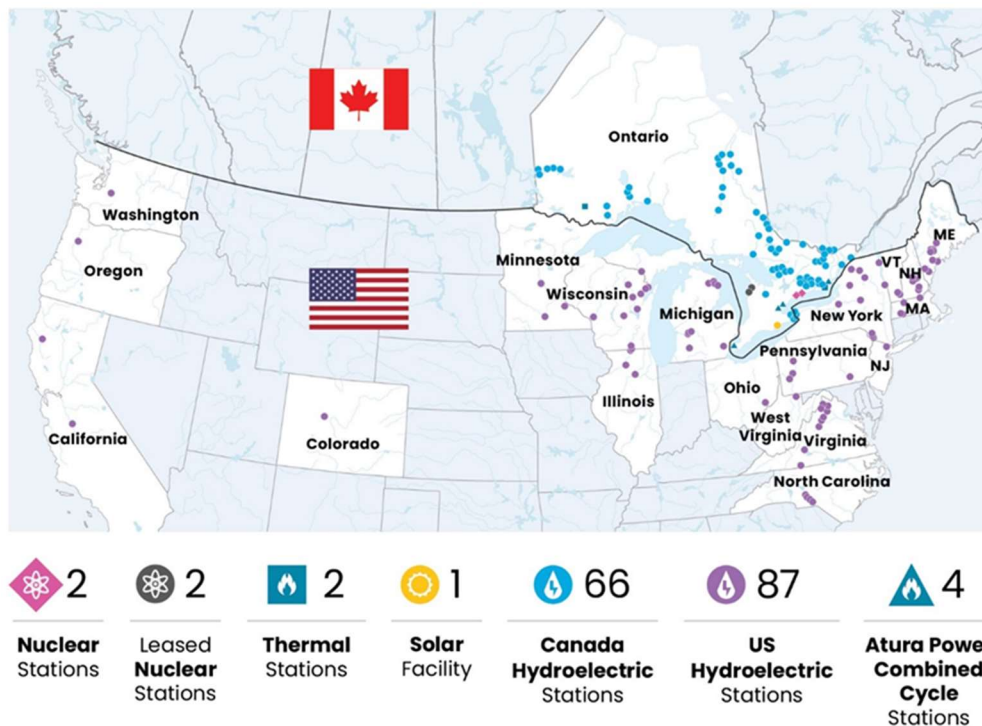 Ontario
Washington
Oregon
Minnesota
Wisconsin
Michigan
ME
VT
NH
MA
New York
Pennsylvania
NJ
Ohio
Illinois
West
Virginia
Virginia
California
Colorado
North Carolina
2
Nuclear
Stations
2
Leased
Nuclear
Stations
2
Thermal
Stations
1
Solar
Facility
66
Canada
Hydroelectric
Stations
87
US
Hydroelectric
Stations
4
Atura Powe
Combined
Cycle
Stations